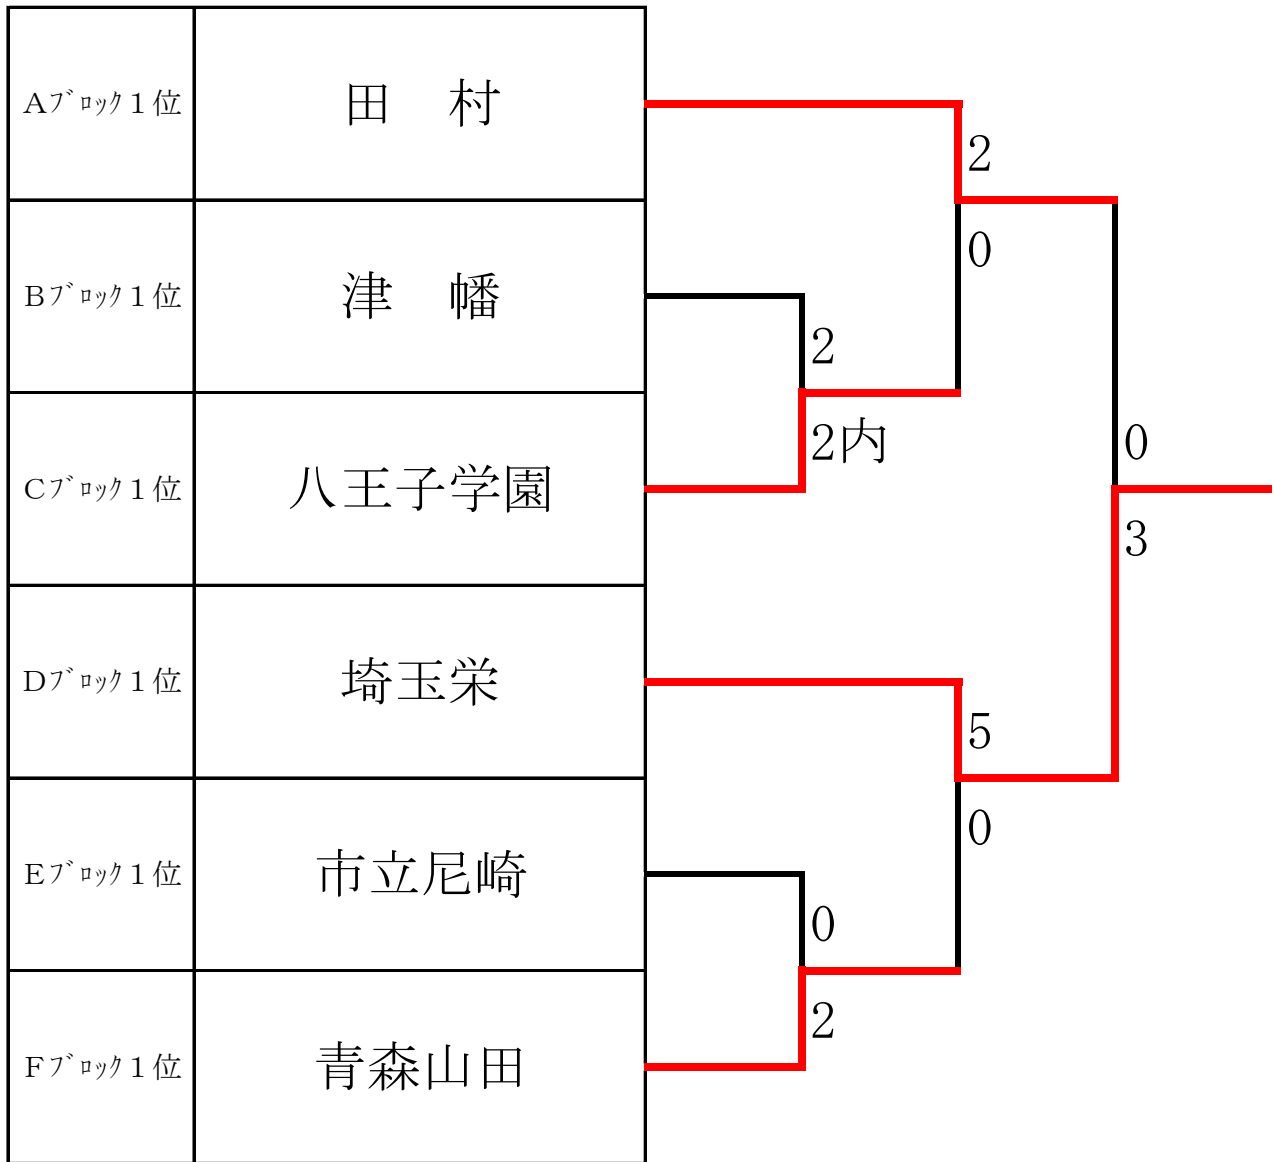 Aﾌﾞﾛｯｸ１位 田　村
2
0
Bﾌﾞﾛｯｸ１位 津　幡
2
2内
Cﾌﾞﾛｯｸ１位 八王子学園
0
3
Dﾌﾞﾛｯｸ１位 埼玉栄
5
0
Eﾌﾞﾛｯｸ１位 市立尼崎
0
2
Fﾌﾞﾛｯｸ１位 青森山田